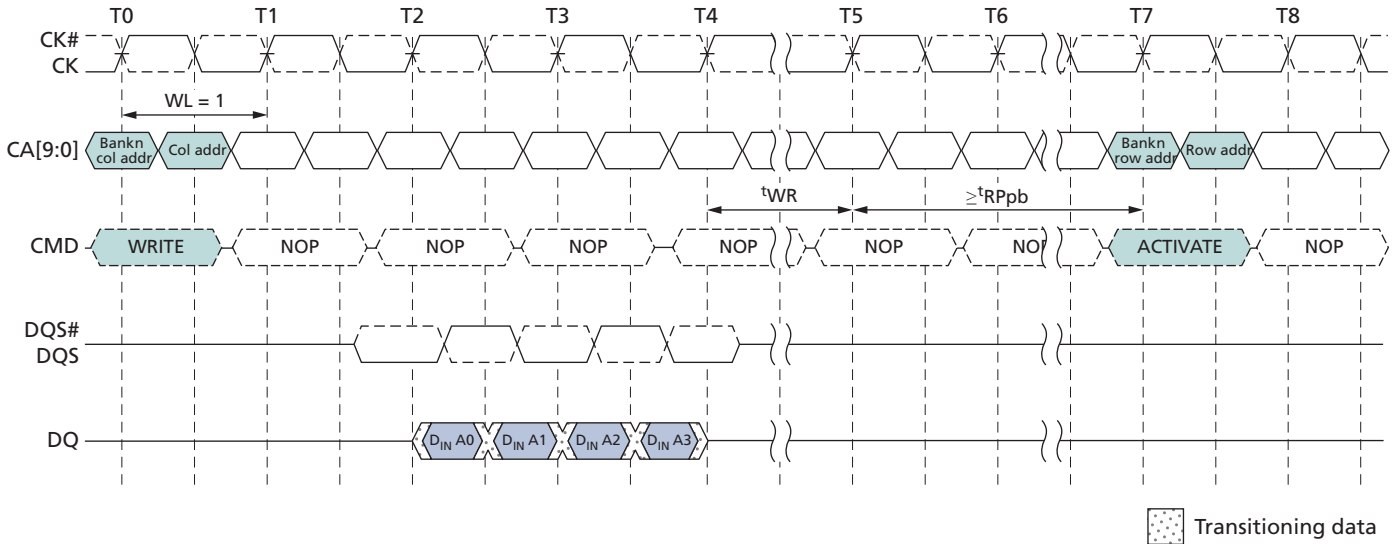 T0 T1 T2 T3 T4 T5 T6 T7 T8
CK#
CK
WL = 1
CA[9:0]
Bankn
col addr
Col addr
Bankn
row addr
Row addr
tWR
≥tRPpb
CMD
WRITE NOP NOP NOP NOP NOP NOP ACTIVATE NOP
DQS#
DQS
DQ
DIN A0 DIN A1 DIN A2 DIN A3
Transitioning data